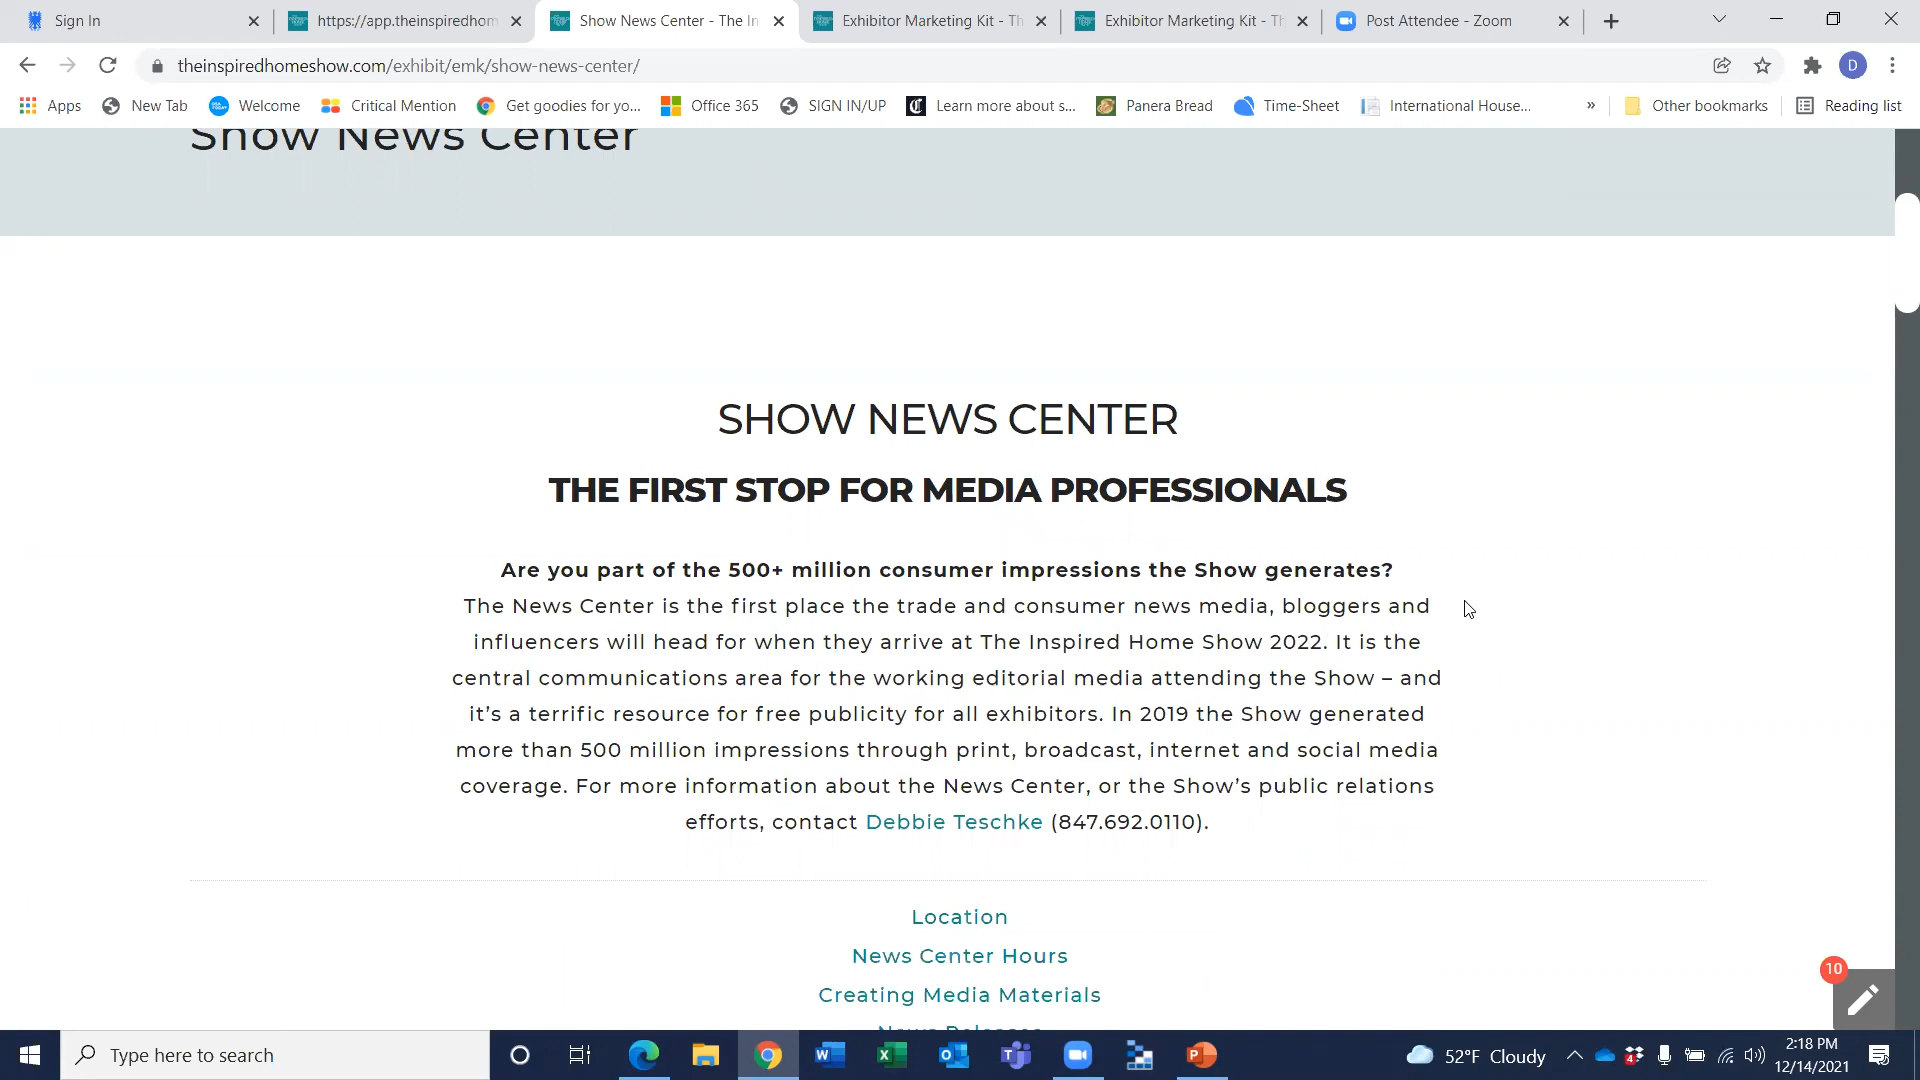 Sign In
https://app.theinspiredhom
Show News Center - The In
Exhibitor Marketing Kit - Th
Exhibitor Marketing Kit - Th
Post Attendee - Zoom
theinspiredhomeshow.com/exhibit/emk/show-news-center/
D
Apps
New Tab
Welcome
Critical Mention
Get goodies for yo...
Office 365
SIGN IN/UP
Learn more about s...
Panera Bread
Time-Sheet
International House...
»
Other bookmarks
Reading list
Show News Center
SHOW NEWS CENTER
THE FIRST STOP FOR MEDIA PROFESSIONALS
Are you part of the 500+ million consumer impressions the Show generates?
The News Center is the first place the trade and consumer news media, bloggers and
influencers will head for when they arrive at The Inspired Home Show 2022. It is the
central communications area for the working editorial media attending the Show – and
it’s a terrific resource for free publicity for all exhibitors. In 2019 the Show generated
more than 500 million impressions through print, broadcast, internet and social media
coverage. For more information about the News Center, or the Show’s public relations
efforts, contact Debbie Teschke (847.692.0110).
Location
News Center Hours
Creating Media Materials
News Releases
10
Type here to search
52°F Cloudy
4
2:18 PM
12/14/2021